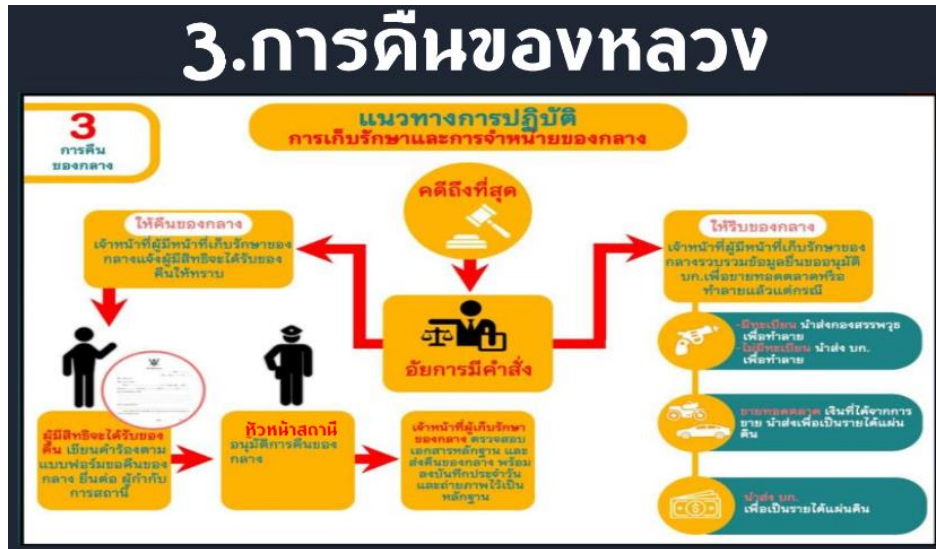 3.การคืนของหลวง
3
การคืน
ของกลาง
แนวทางการปฏิบัติ
การเก็บรักษาและการจำหน่ายของกลาง
คดีถึงที่สุด
ให้คืนของกลาง
เจ้าหน้าที่ผู้มีหน้าที่เก็บรักษาของ
กลางแจ้งผู้มีสิทธิจะได้รับของ
คืนให้ทราบ
ให้ริบของกลาง
เจ้าหน้าที่ผู้มีหน้าที่เก็บรักษาของ
กลางรวบรวมข้อมูลยื่นขออนุมัติ
บก.เพื่อขายทอดตลาดหรือ
ทำลายแล้วแต่กรณี
อัยการมีคำสั่ง
-มีทะเบียน นำส่งกองสรรพวุธ
เพื่อทำลาย
-ไม่มีทะเบียน นำส่ง บก.
เพื่อทำลาย
ขายทอดตลาด เงินที่ได้จากการ
ขาย นำส่งเพื่อเป็นรายได้แผ่น
ดิน
นำส่ง บก.
เพื่อเป็นรายได้แผ่นดิน
ผู้มีสิทธิจะได้รับของ
คืน เขียนคำร้องตาม
แบบฟอร์มขอคืนของ
กลาง ยื่นต่อ ผู้กำกับ
การสถานี
หัวหน้าสถานี
อนุมัติการคืนของ
กลาง
เจ้าหน้าที่ผู้เก็บรักษา
ของกลาง ตรวจสอบ
เอกสารหลักฐาน และ
ส่งคืนของกลาง พร้อม
ลงบันทึกประจำวัน
และถ่ายภาพไว้เป็น
หลักฐาน